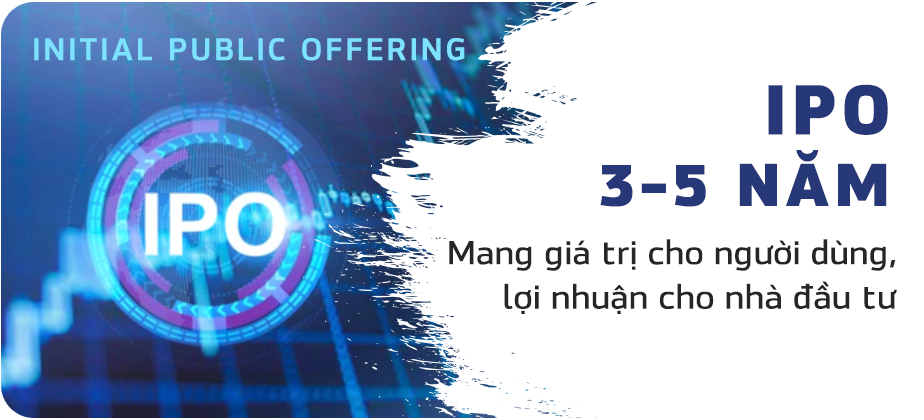 INITIAL PUBLIC OFFERING
IPO
IPO
3-5 NĂM
Mang giá trị cho người dùng,
lợi nhuận cho nhà đầu tư